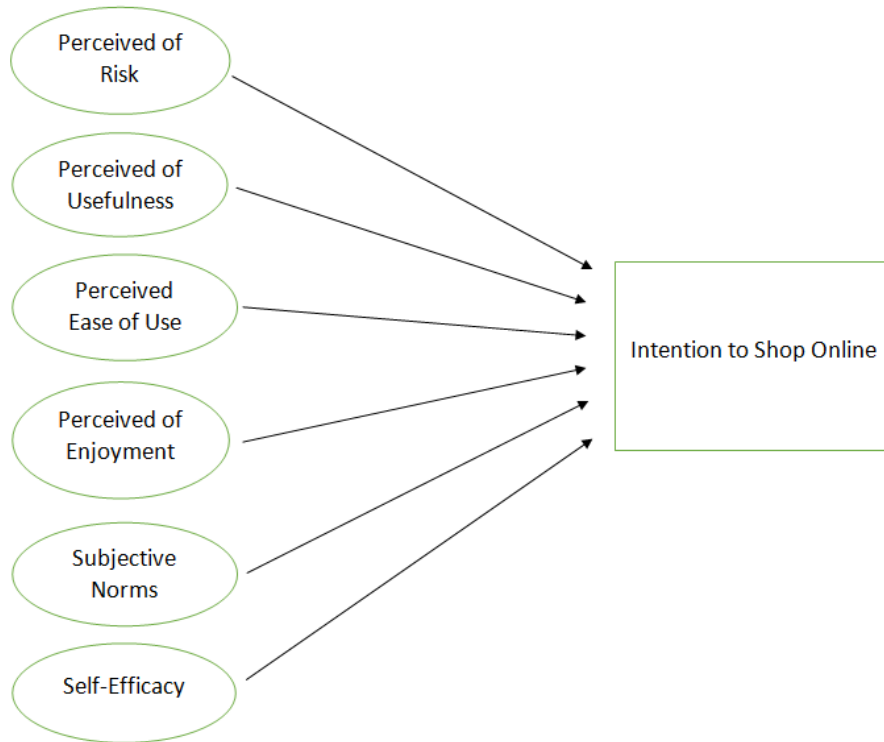 Perceived of
Risk
Perceived of
Usefulness
Perceived
Ease of Use
Perceived of
Enjoyment
Subjective
Norms
Self-Efficacy
Intention to Shop Online